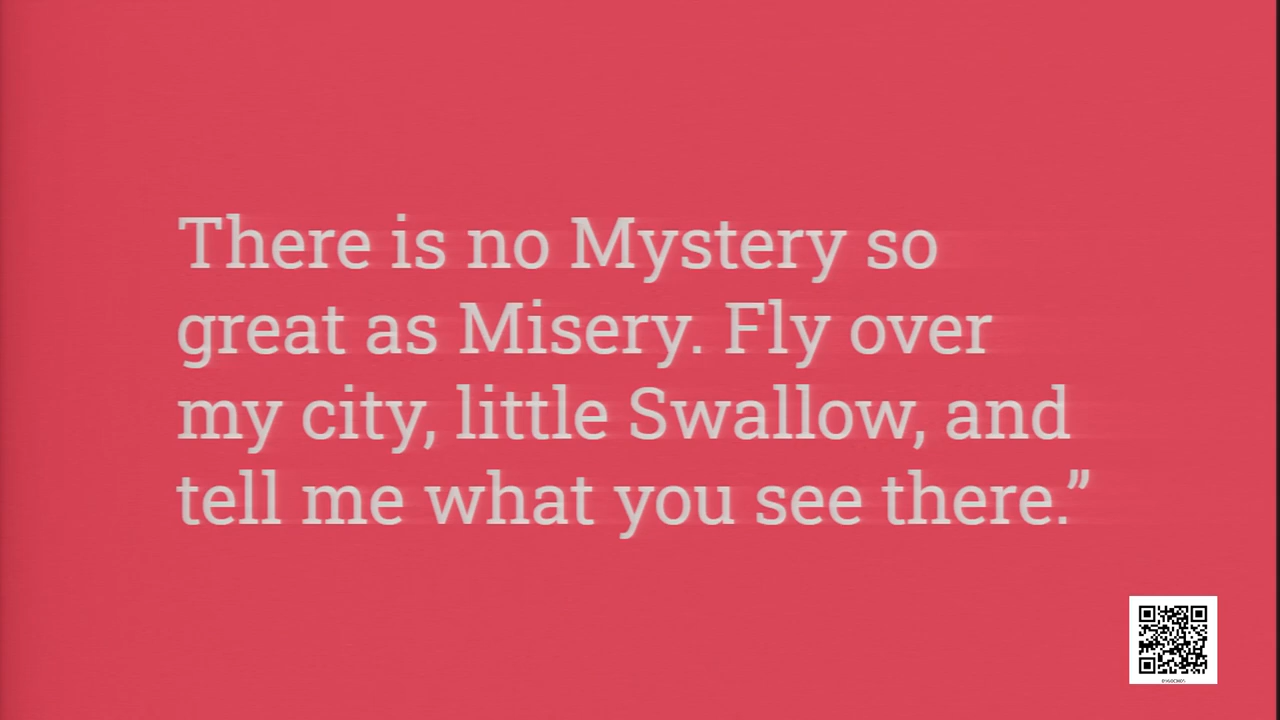 There is no Mystery so
great as Misery. Fly over
my city, little Swallow, and
tell me what you see there.”